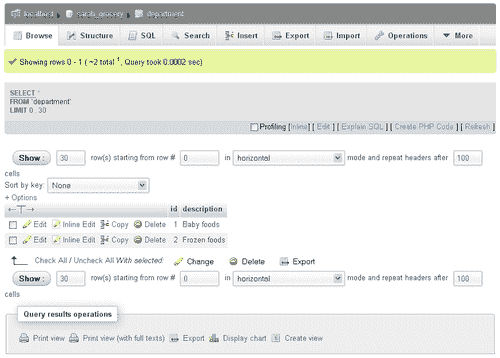 localhost » sarah_grocery » department
Browse Structure SQL Search Insert Export Import Operations More
Showing rows 0 - 1 ( ~2 total 1, Query took 0.0002 sec)
SELECT *
FROM `department`
LIMIT 0 , 30
Profiling [Inline] [ Edit ] [ Explain SQL ] [ Create PHP Code ] [ Refresh ]
Show : 30 row(s) starting from row # 0 in horizontal mode and repeat headers after 100
cells
Sort by key: None
+ Options
←T→ id description
Edit Inline Edit Copy Delete 1 Baby foods
Edit Inline Edit Copy Delete 2 Frozen foods
Check All / Uncheck All With selected: Change Delete Export
Show : 30 row(s) starting from row # 0 in horizontal mode and repeat headers after 100
cells
Query results operations
Print view Print view (with full texts) Export Display chart Create view